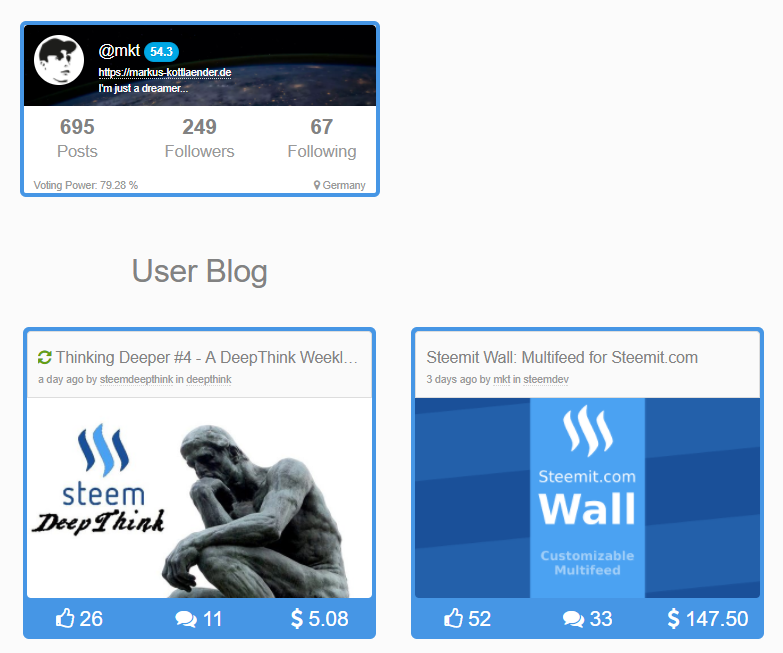 @mkt 54.3
https://markus-kottlaender.de
I'm just a dreamer...
695 249 67
Posts Followers Following
Voting Power: 79.28 % Germany
User Blog
Thinking Deeper #4 - A DeepThink Weekl...
a day ago by steemdeepthink in deepthink
steem
DeepThink
26 11 $ 5.08
Steemit Wall: Multifeed for Steemit.com
3 days ago by mkt in steemdev
Steemit.com
Wall
Customizable
Multifeed
52 33 $ 147.50